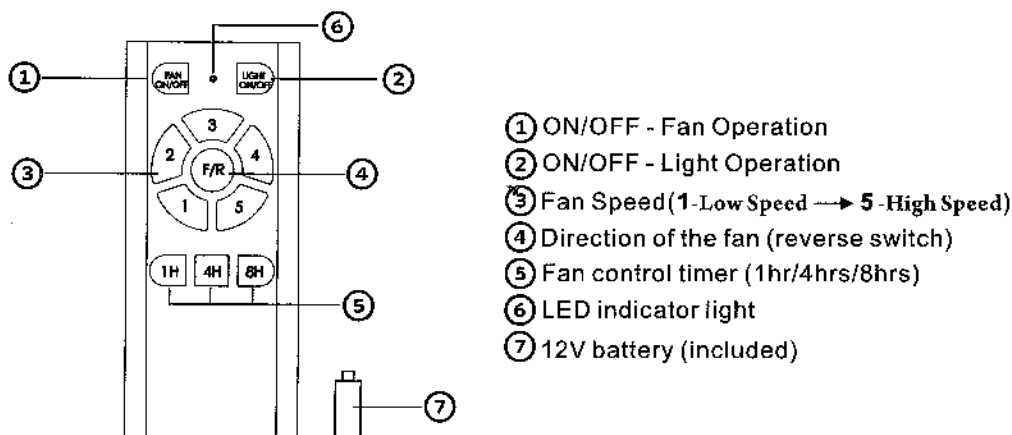 ⑥
① FAN ON/OFF LIGHT ON/OFF ②
3
2 4
③ F/R ④
1 5
1H 4H 8H
⑤
⑦
① ON/OFF - Fan Operation
② ON/OFF - Light Operation
③ Fan Speed(1-Low Speed → 5 -High Speed)
④ Direction of the fan (reverse switch)
⑤ Fan control timer (1hr/4hrs/8hrs)
⑥ LED indicator light
⑦ 12V battery (included)